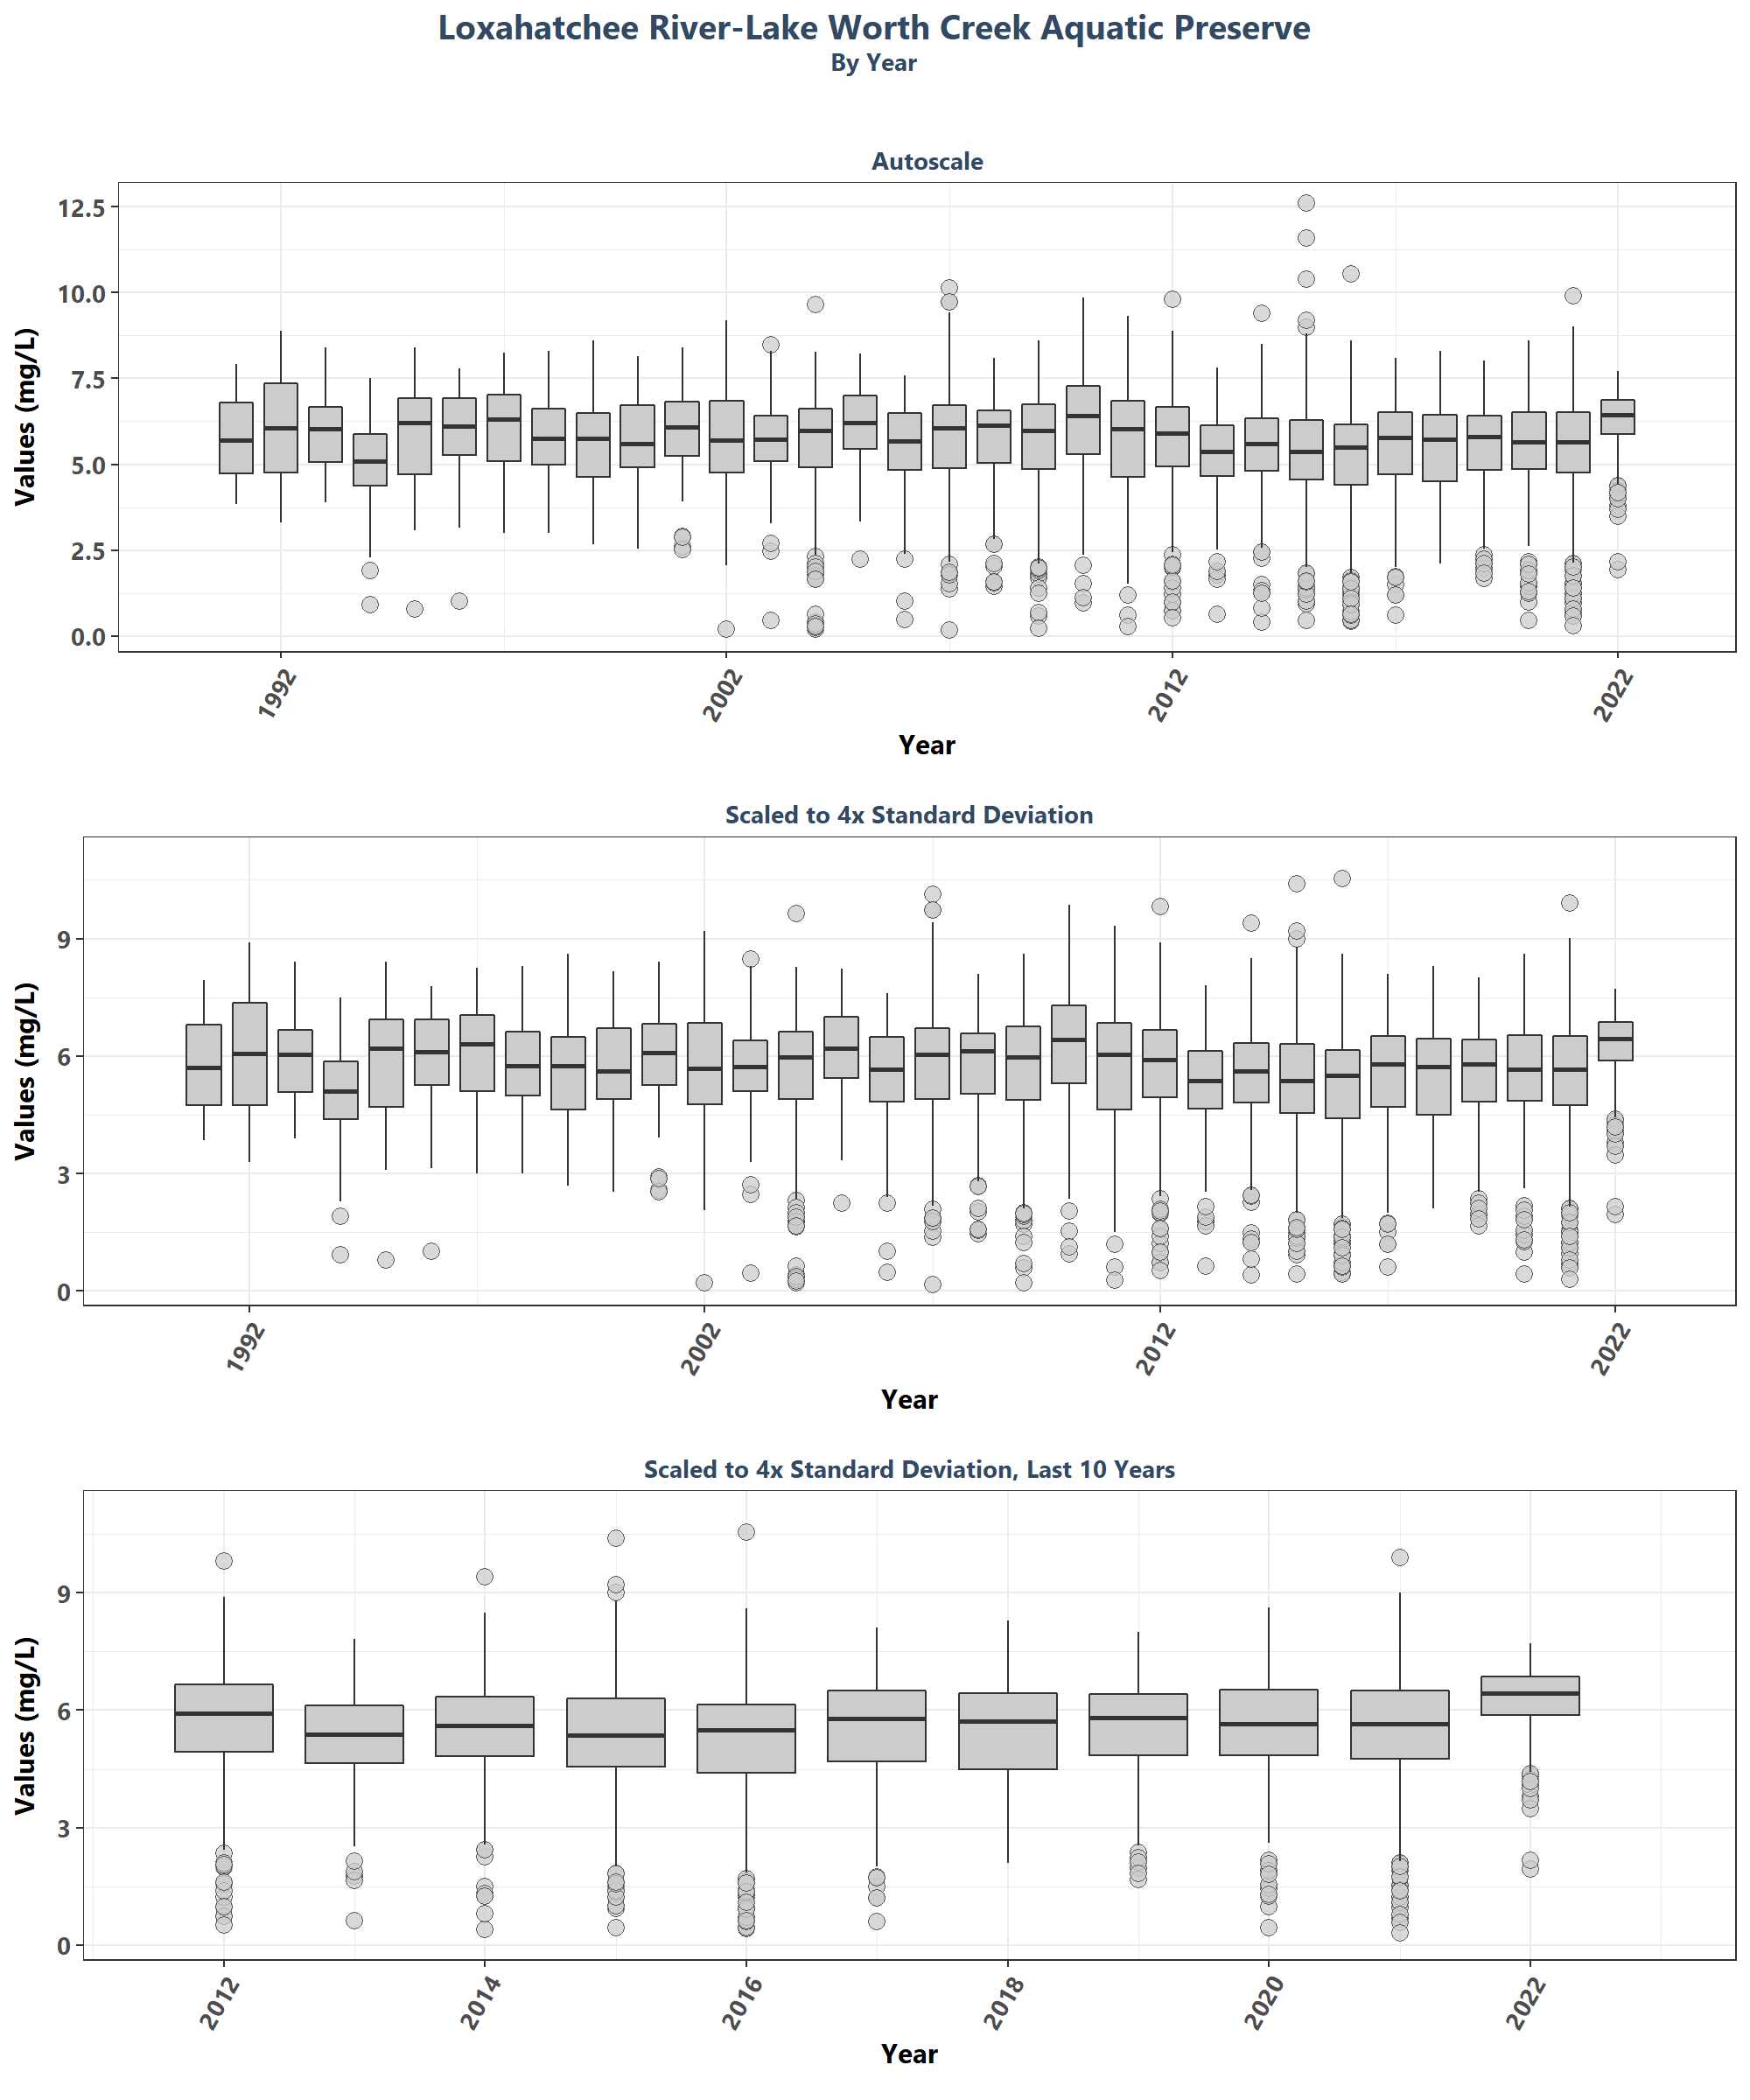 Loxahatchee River-Lake Worth Creek Aquatic Preserve
By Year
Autoscale
Values (mg/L)
12.5
10.0
7.5
5.0
2.5
0.0
1992
2002
2012
2022
Year
Scaled to 4x Standard Deviation
Values (mg/L)
9
6
3
0
1992
2002
2012
2022
Year
Scaled to 4x Standard Deviation, Last 10 Years
Values (mg/L)
9
6
3
0
2012
2014
2016
2018
2020
2022
Year